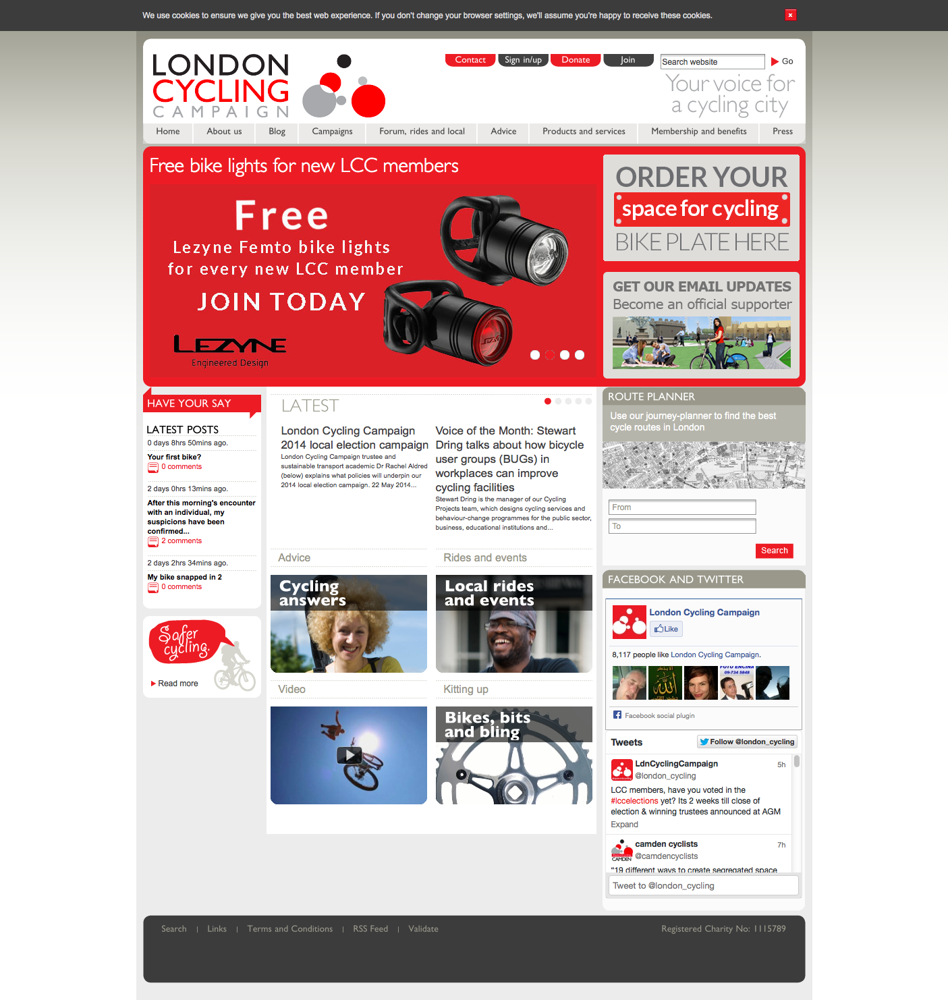 We use cookies to ensure we give you the best web experience. If you don't change your browser settings, we'll assume you're happy to receive these cookies.
LONDON
CYCLING
CAMPAIGN
Contact
Sign in/up
Donate
Join
Search website
Go
Your voice for
a cycling city
Home
About us
Blog
Campaigns
Forum, rides and local
Advice
Products and services
Membership and benefits
Press
Free bike lights for new LCC members
Free
Lezyne Femto bike lights
for every new LCC member
JOIN TODAY
LEZYNE
Engineered Design
ORDER YOUR
space for cycling
BIKE PLATE HERE
GET OUR EMAIL UPDATES
Become an official supporter
HAVE YOUR SAY
LATEST POSTS
0 days 8hrs 50mins ago.
Your first bike?
0 comments
2 days 0hrs 13mins ago.
After this morning's encounter
with an individual, my
suspicions have been
confirmed...
2 comments
2 days 2hrs 34mins ago.
My bike snapped in 2
0 comments
Safer
cycling.
Read more
LATEST
London Cycling Campaign
2014 local election campaign
London Cycling Campaign trustee and
sustainable transport academic Dr Rachel Aldred
(below) explains what policies will underpin our
2014 local election campaign. 22 May 2014...
Voice of the Month: Stewart
Dring talks about how bicycle
user groups (BUGs) in
workplaces can improve
cycling facilities
Stewart Dring is the manager of our Cycling
Projects team, which designs cycling services and
behaviour-change programmes for the public sector,
business, educational institutions and...
Advice
Cycling
answers
Rides and events
Local rides
and events
Video
Kitting up
Bikes, bits
and bling
ROUTE PLANNER
Use our journey-planner to find the best
cycle routes in London
From
To
Search
FACEBOOK AND TWITTER
London Cycling Campaign
Like
8,117 people like London Cycling Campaign.
FOTO ENCINA
09-734 5848
Facebook social plugin
Tweets
Follow @london_cycling
LdnCyclingCampaign
5h
@london_cycling
LCC members, have you voted in the
#lccelections yet? Its 2 weeks till close of
election & winning trustees announced at AGM
Expand
CAMDEN
camden cyclists
7h
@camdencyclists
"19 different ways to create segregated space
Tweet to @london_cycling
Search
Links
Terms and Conditions
RSS Feed
Validate
Registered Charity No: 1115789